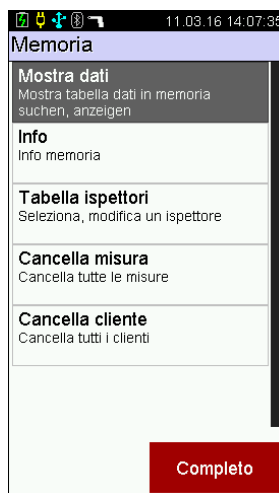 11.03.16 14:07:35
Memoria
Mostra dati
Mostra tabella dati in memoria
suchen, anzeigen
Info
Info memoria
Tabella ispettori
Seleziona, modifica un ispettore
Cancella misura
Cancella tutte le misure
Cancella cliente
Cancella tutti i clienti
Completo